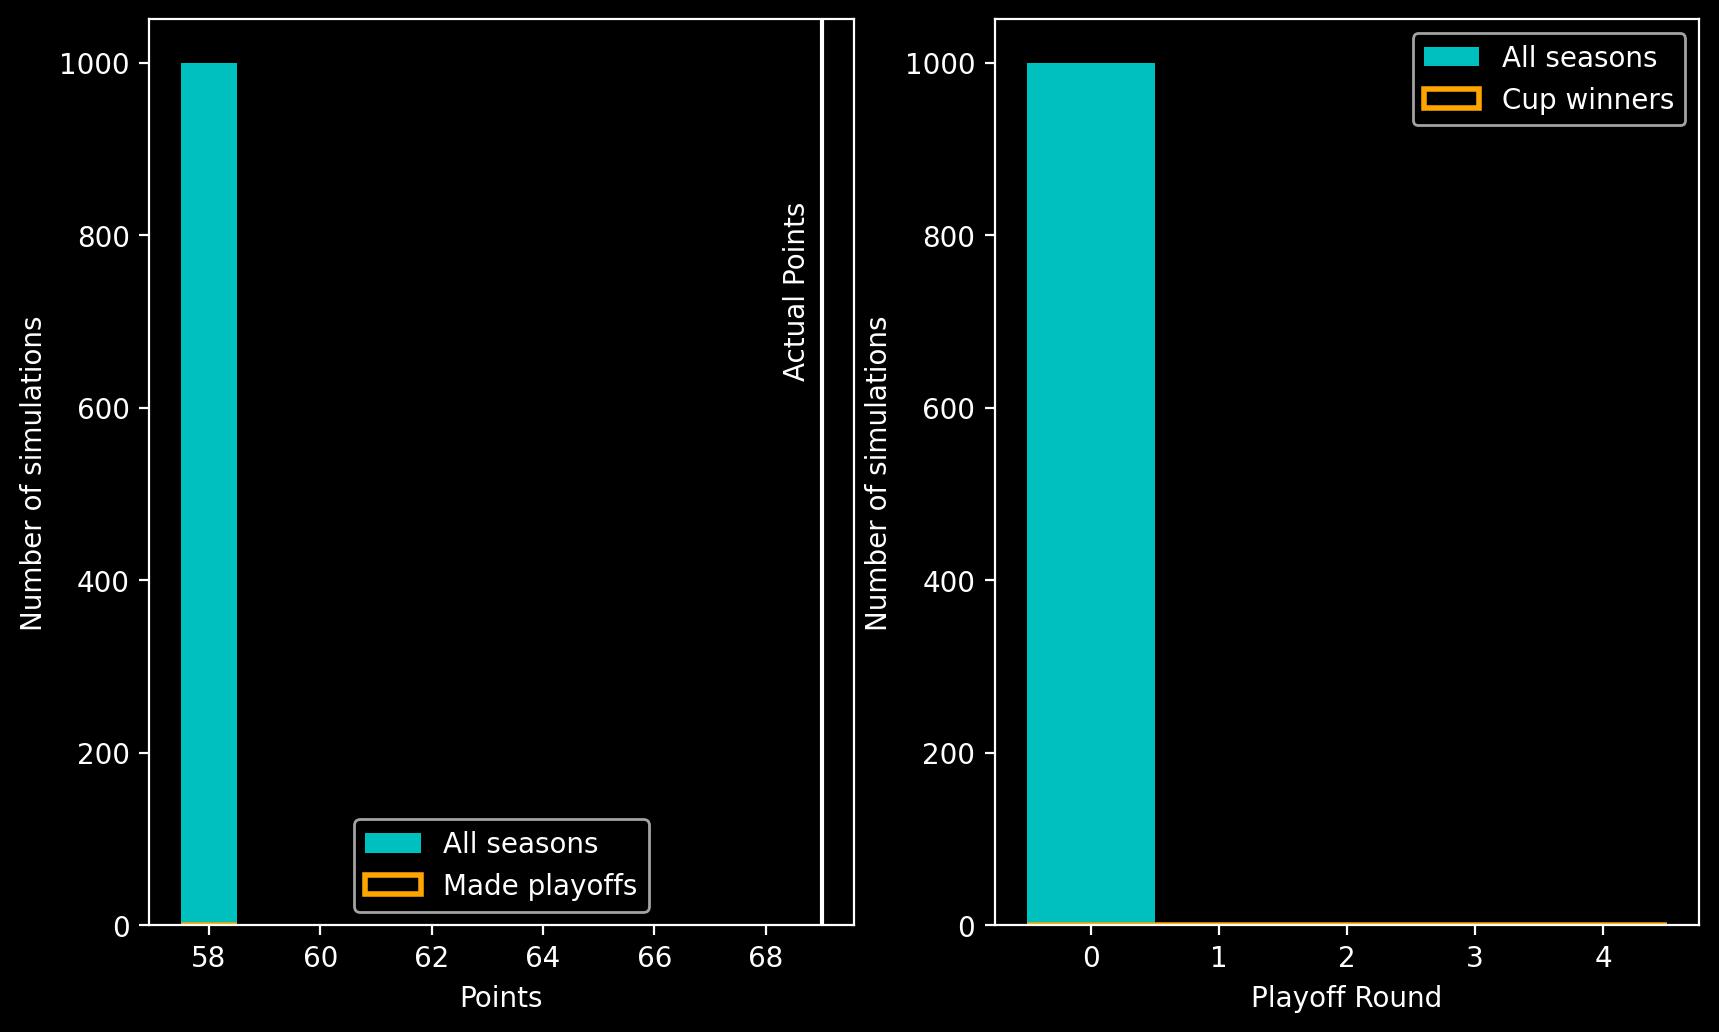 1000
800
600
400
200
0
Number of simulations
58 60 62 64 66 68
Points
Actual Points
All seasons
Made playoffs
1000
800
600
400
200
0
Number of simulations
0 1 2 3 4
Playoff Round
All seasons
Cup winners